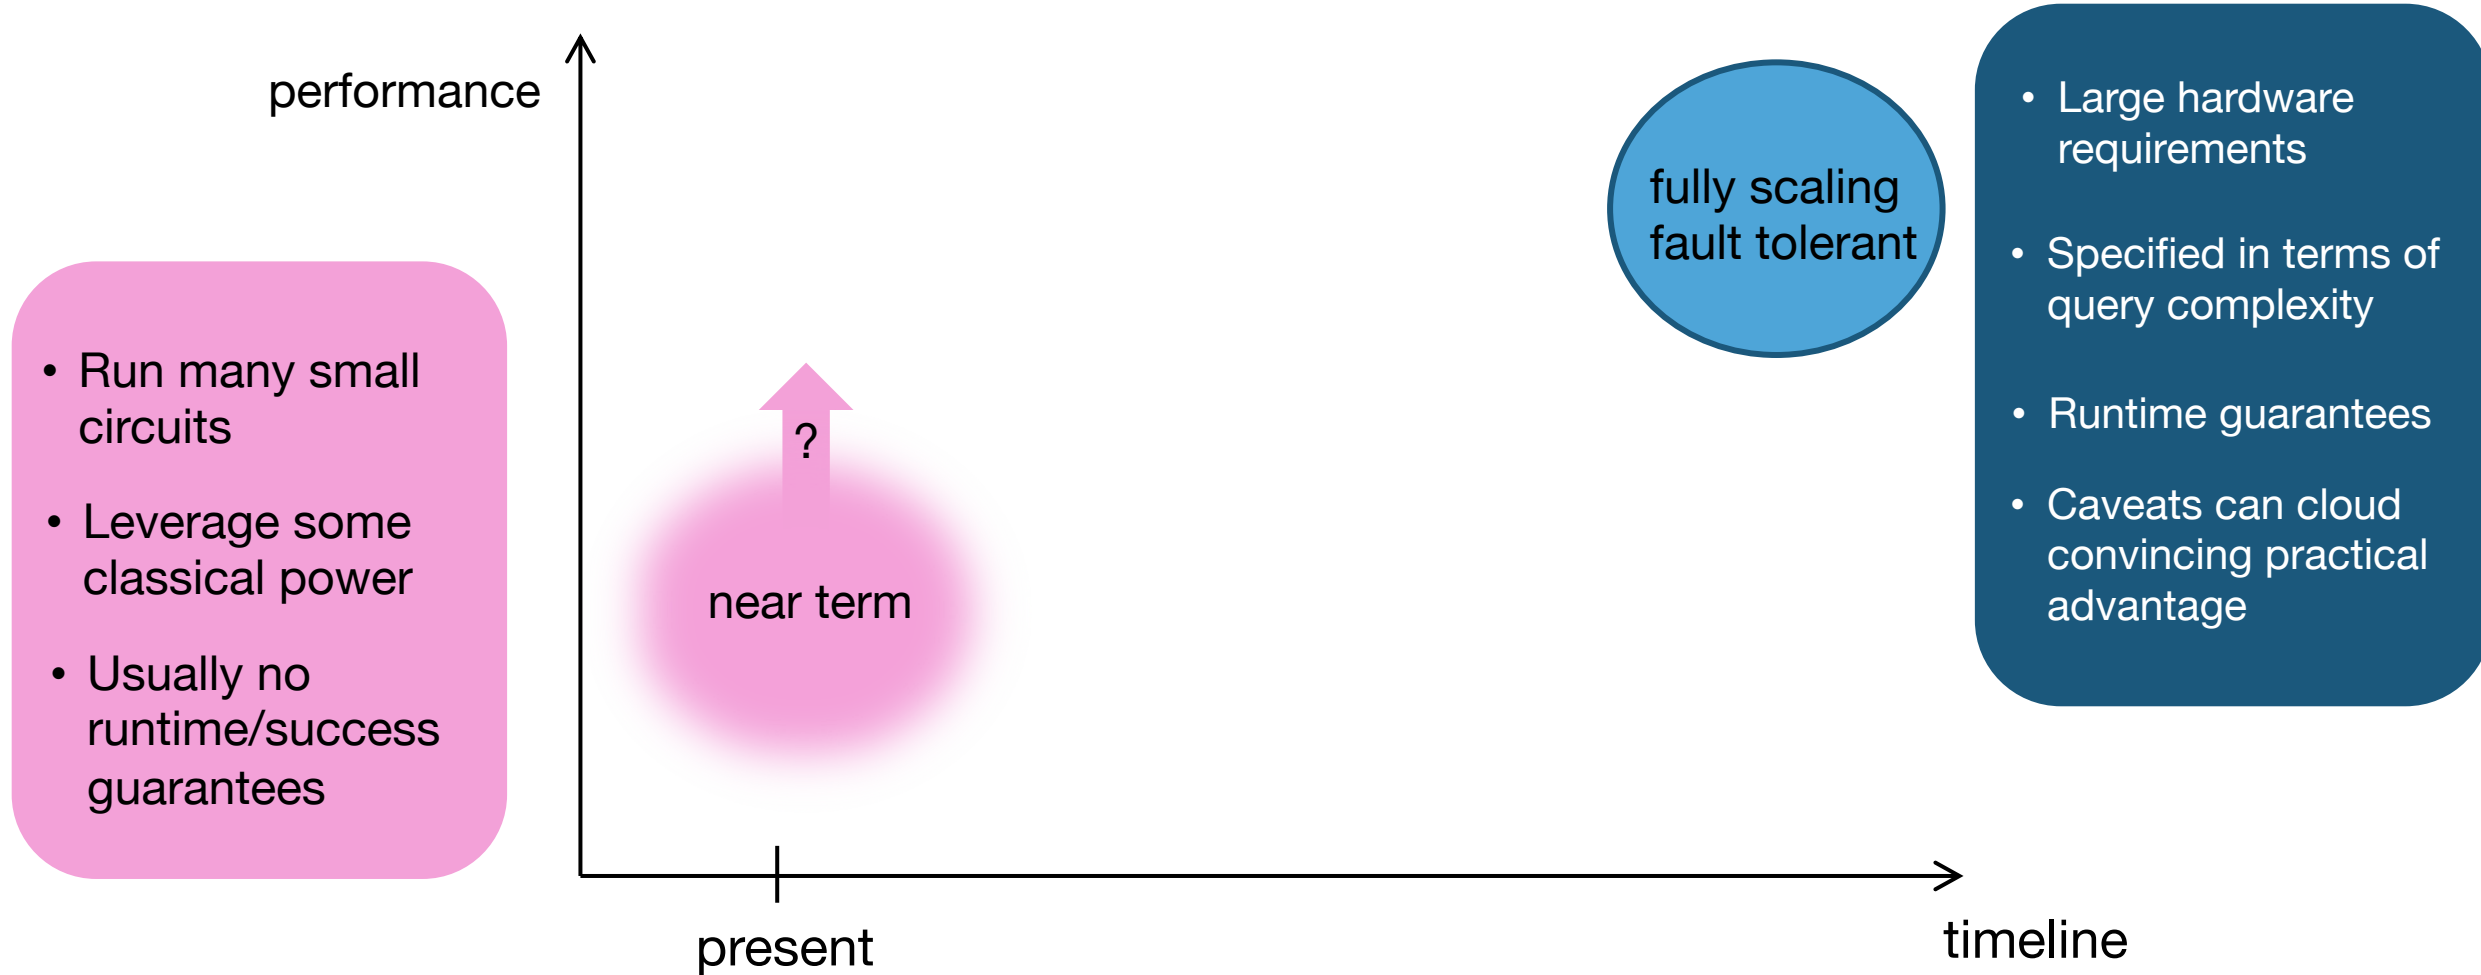 performance
• Run many small
circuits
• Leverage some
classical power
• Usually no
runtime/success
guarantees
?
near term
present
timeline
fully scaling
fault tolerant
• Large hardware
requirements
• Specified in terms of
query complexity
• Runtime guarantees
• Caveats can cloud
convincing practical
advantage